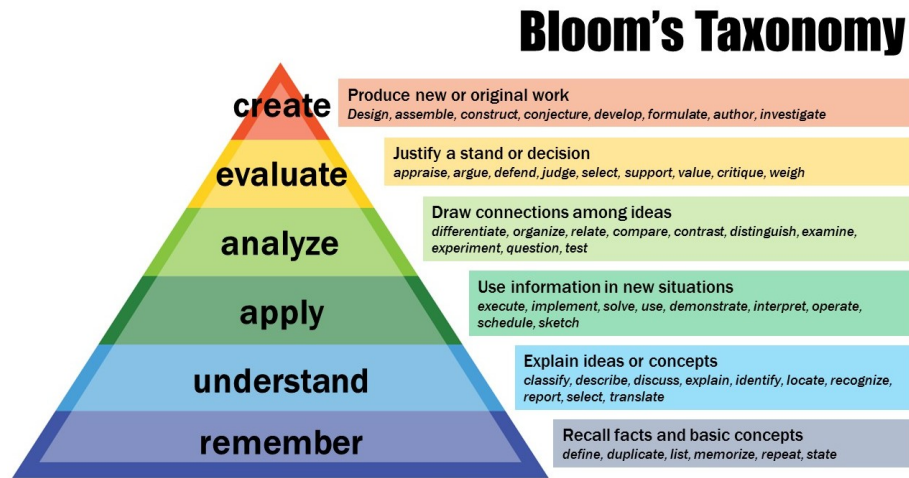 Bloom's Taxonomy
create
Produce new or original work
Design, assemble, construct, conjecture, develop, formulate, author, investigate
evaluate
Justify a stand or decision
appraise, argue, defend, judge, select, support, value, critique, weigh
analyze
Draw connections among ideas
differentiate, organize, relate, compare, contrast, distinguish, examine,
experiment, question, test
apply
Use information in new situations
execute, implement, solve, use, demonstrate, interpret, operate,
schedule, sketch
understand
Explain ideas or concepts
classify, describe, discuss, explain, identify, locate, recognize,
report, select, translate
remember
Recall facts and basic concepts
define, duplicate, list, memorize, repeat, state